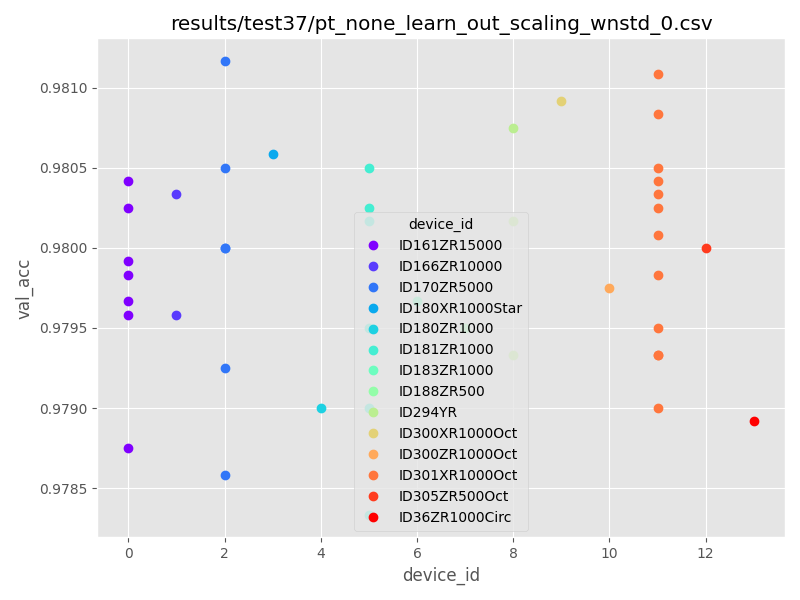 results/test37/pt_none_learn_out_scaling_wnstd_0.csv
val_acc
0.9810
0.9805
0.9800
0.9795
0.9790
0.9785
device_id
ID161ZR15000
ID166ZR10000
ID170ZR5000
ID180XR1000Star
ID180ZR1000
ID181ZR1000
ID183ZR1000
ID188ZR500
ID294YR
ID300XR1000Oct
ID300ZR1000Oct
ID301XR1000Oct
ID305ZR500Oct
ID36ZR1000Circ
0 2 4 6 8 10 12
device_id